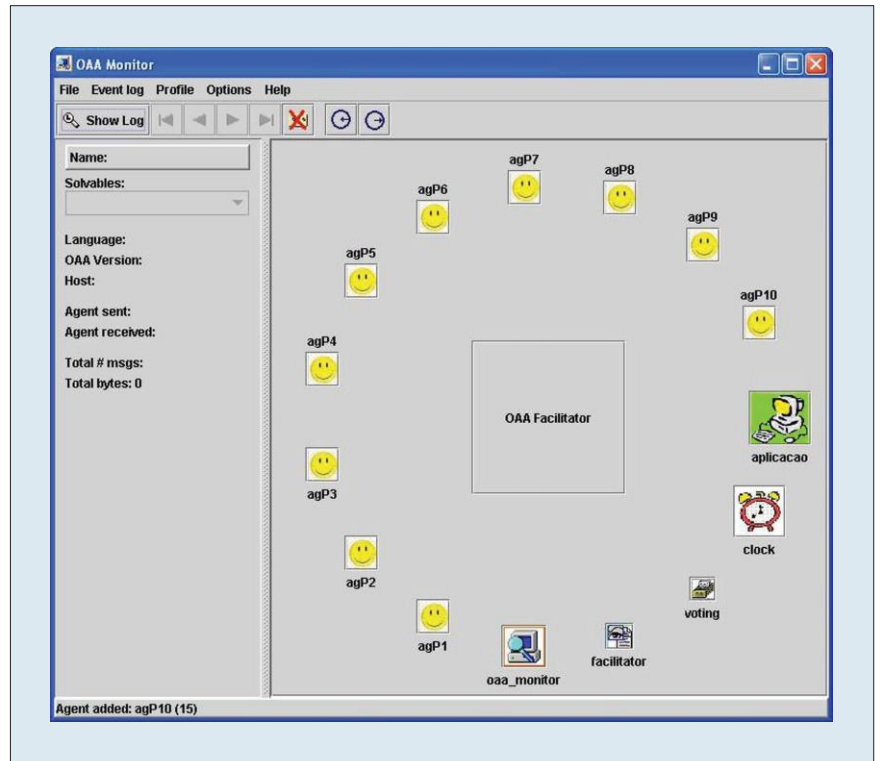 OAA Monitor
File Event log Profile Options Help
Show Log
Name:
Solvables:
Language:
OAA Version:
Host:
Agent sent:
Agent received:
Total # msgs:
Total bytes: 0
agP7
agP8
agP6
agP9
agP5
agP10
agP4
OAA Facilitator
aplicacao
agP3
clock
agP2
voting
agP1
facilitator
oaa_monitor
Agent added: agP10 (15)